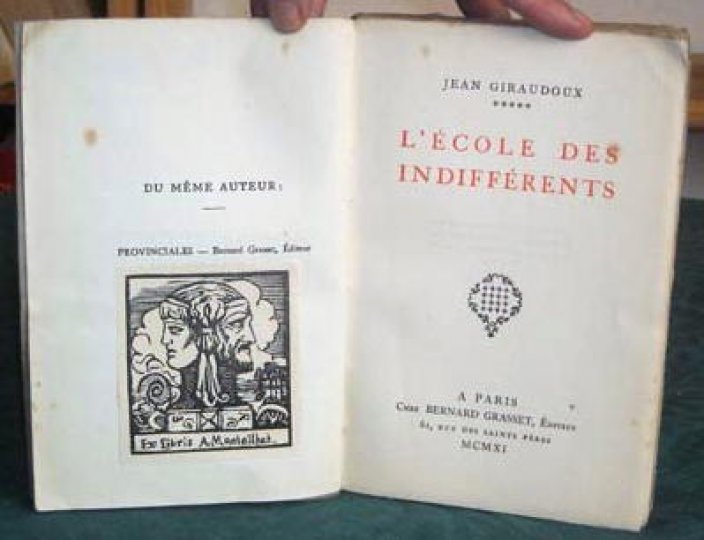 DU MÊME AUTEUR:
PROVINCIALES — Bernard Grasset, Éditeur
Ex Libris A.
JEAN GIRAUDOUX
*****
L'ÉCOLE DES
INDIFFÉRENTS
A PARIS
Chez BERNARD GRASSET, Éditeur
61, RUE DES SAINTS PÈRES
MCMXI